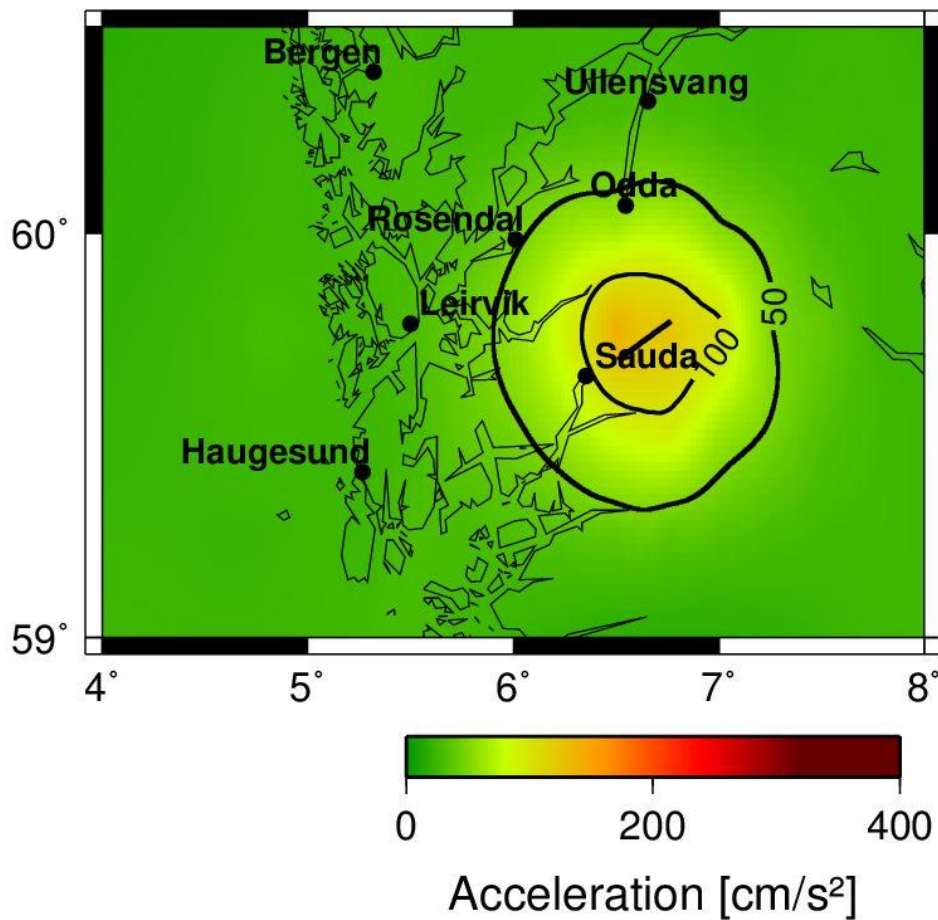 Bergen
Ullensvang
Odda
60°
Rosendal
50
Leirvik
100
Sauda
Haugesund
59°
4° 5° 6° 7° 8°
0 200 400
Acceleration [cm/s²]